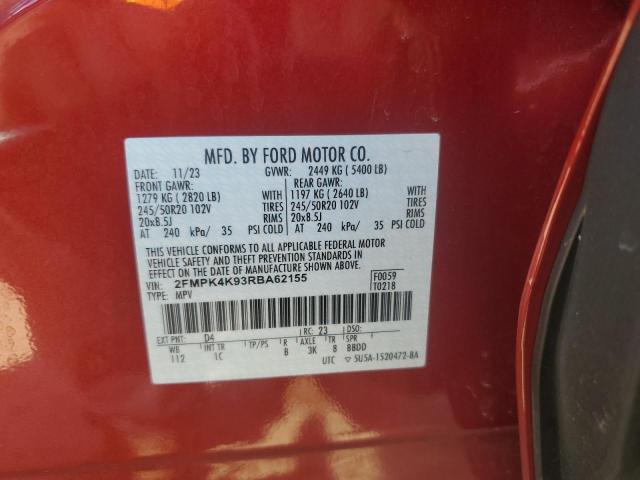 MFD. BY FORD MOTOR CO.
DATE: 11/23 GVWR: 2449 KG ( 5400 LB)
FRONT GAWR: REAR GAWR:
1279 KG ( 2820 LB) WITH 1197 KG ( 2640 LB) WITH
245/50R20 102V TIRES 245/50R20 102V TIRES
20x8.5J RIMS 20x8.5J RIMS
AT 240 kPa/ 35 PSI COLD AT 240 kPa/ 35 PSI COLD
THIS VEHICLE CONFORMS TO ALL APPLICABLE FEDERAL MOTOR
VEHICLE SAFETY AND THEFT PREVENTION STANDARDS IN
EFFECT ON THE DATE OF MANUFACTURE SHOWN ABOVE.
VIN: 2FMPK4K93RBA62155 F0059
TYPE: MPV T0218
EXT PNT: D4 RC: 23 DSO:
WB INT TR TP/PS R AXLE TR SPR
112 1C B 3K 8 BBDD
UTC 5U5A-1520472-BA